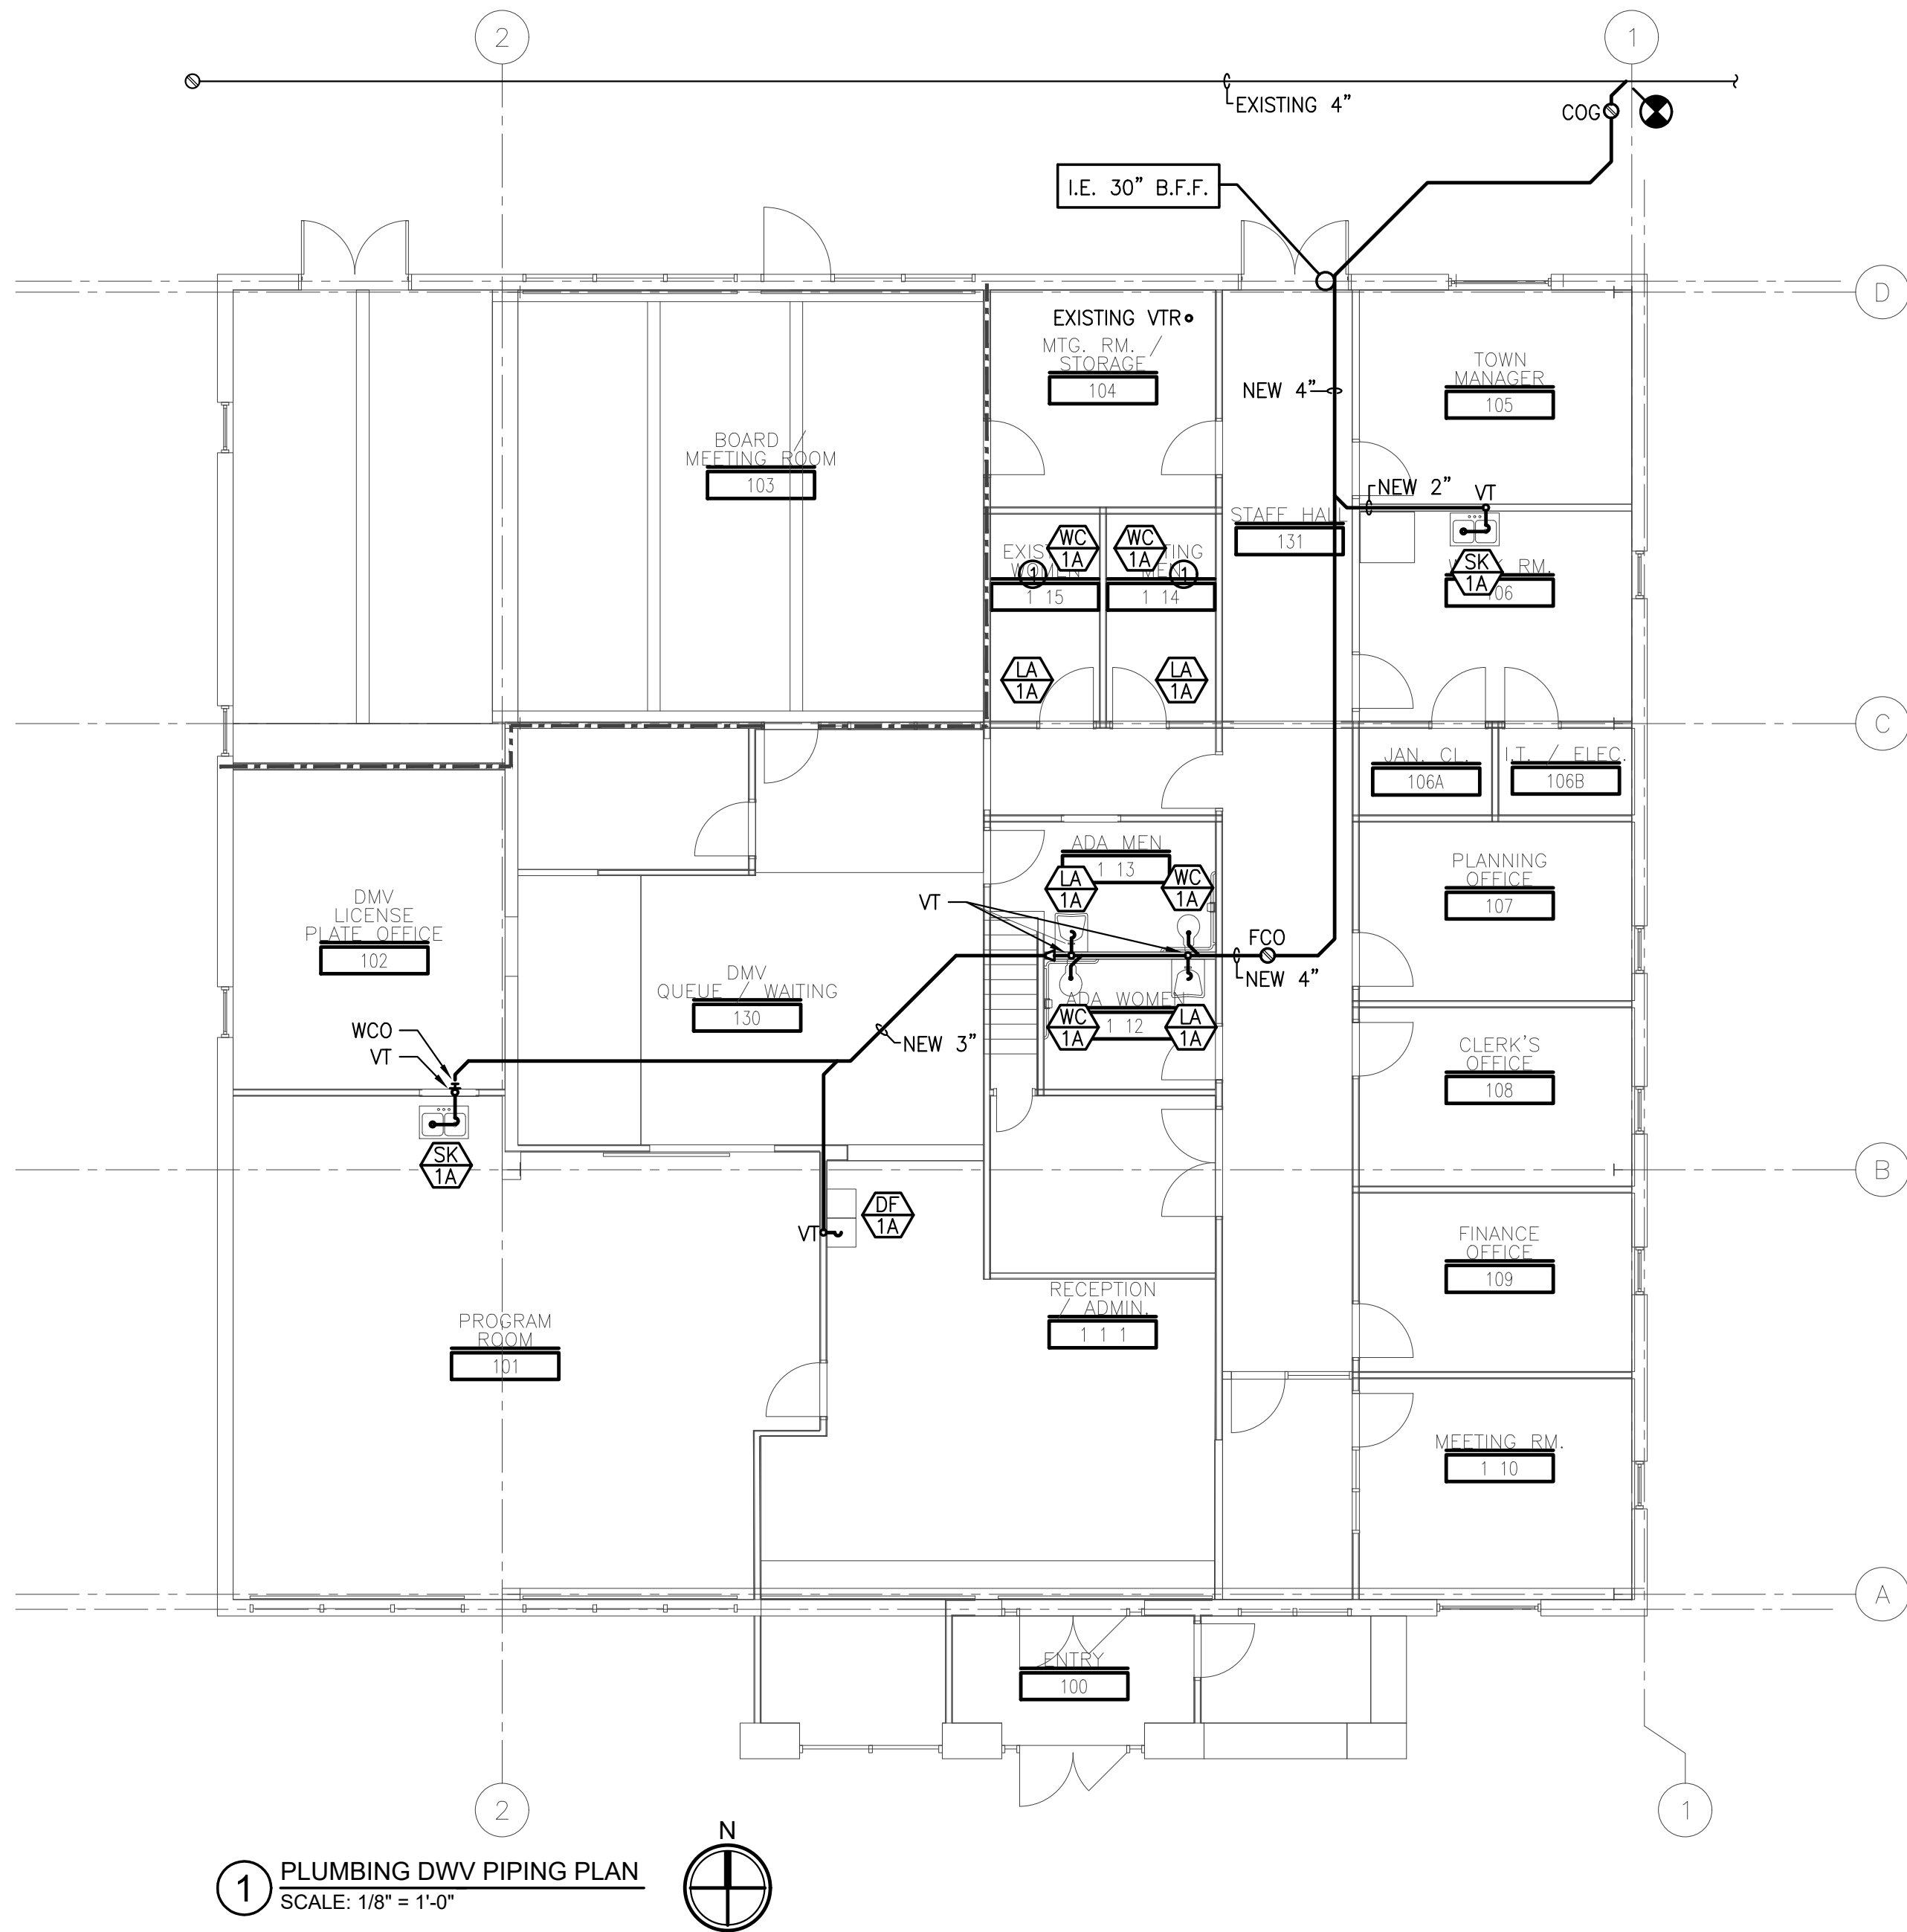 2
1
EXISTING 4"
COG
I.E. 30" B.F.F.
D
EXISTING VTR
MTG. RM.
STORAGE
104
TOWN
MANAGER
105
NEW 4"
BOARD
MEETING ROOM
103
NEW 2"
VT
STAFF HALL
131
WC
1A
WC
1A
1
1
1 15
1 14
SK
1A
RM.
106
LA
1A
LA
1A
C
JAN. CL.
106A
I.T. / ELEC.
106B
ADA MEN
1 13
LA
1A
WC
1A
PLANNING
OFFICE
107
DMV
LICENSE
PLATE OFFICE
102
VT
FCO
NEW 4"
DMV
QUEUE / WAITING
130
ADA WOMEN
1 12
WC
1A
LA
1A
WCO
VT
NEW 3"
CLERK'S
OFFICE
108
SK
1A
B
DF
1A
VT
FINANCE
OFFICE
109
RECEPTION
/ ADMIN.
1 1 1
PROGRAM
ROOM
101
MEETING RM.
1 10
A
ENTRY
100
2
1
N
1
PLUMBING DWV PIPING PLAN
SCALE: 1/8" = 1'-0"